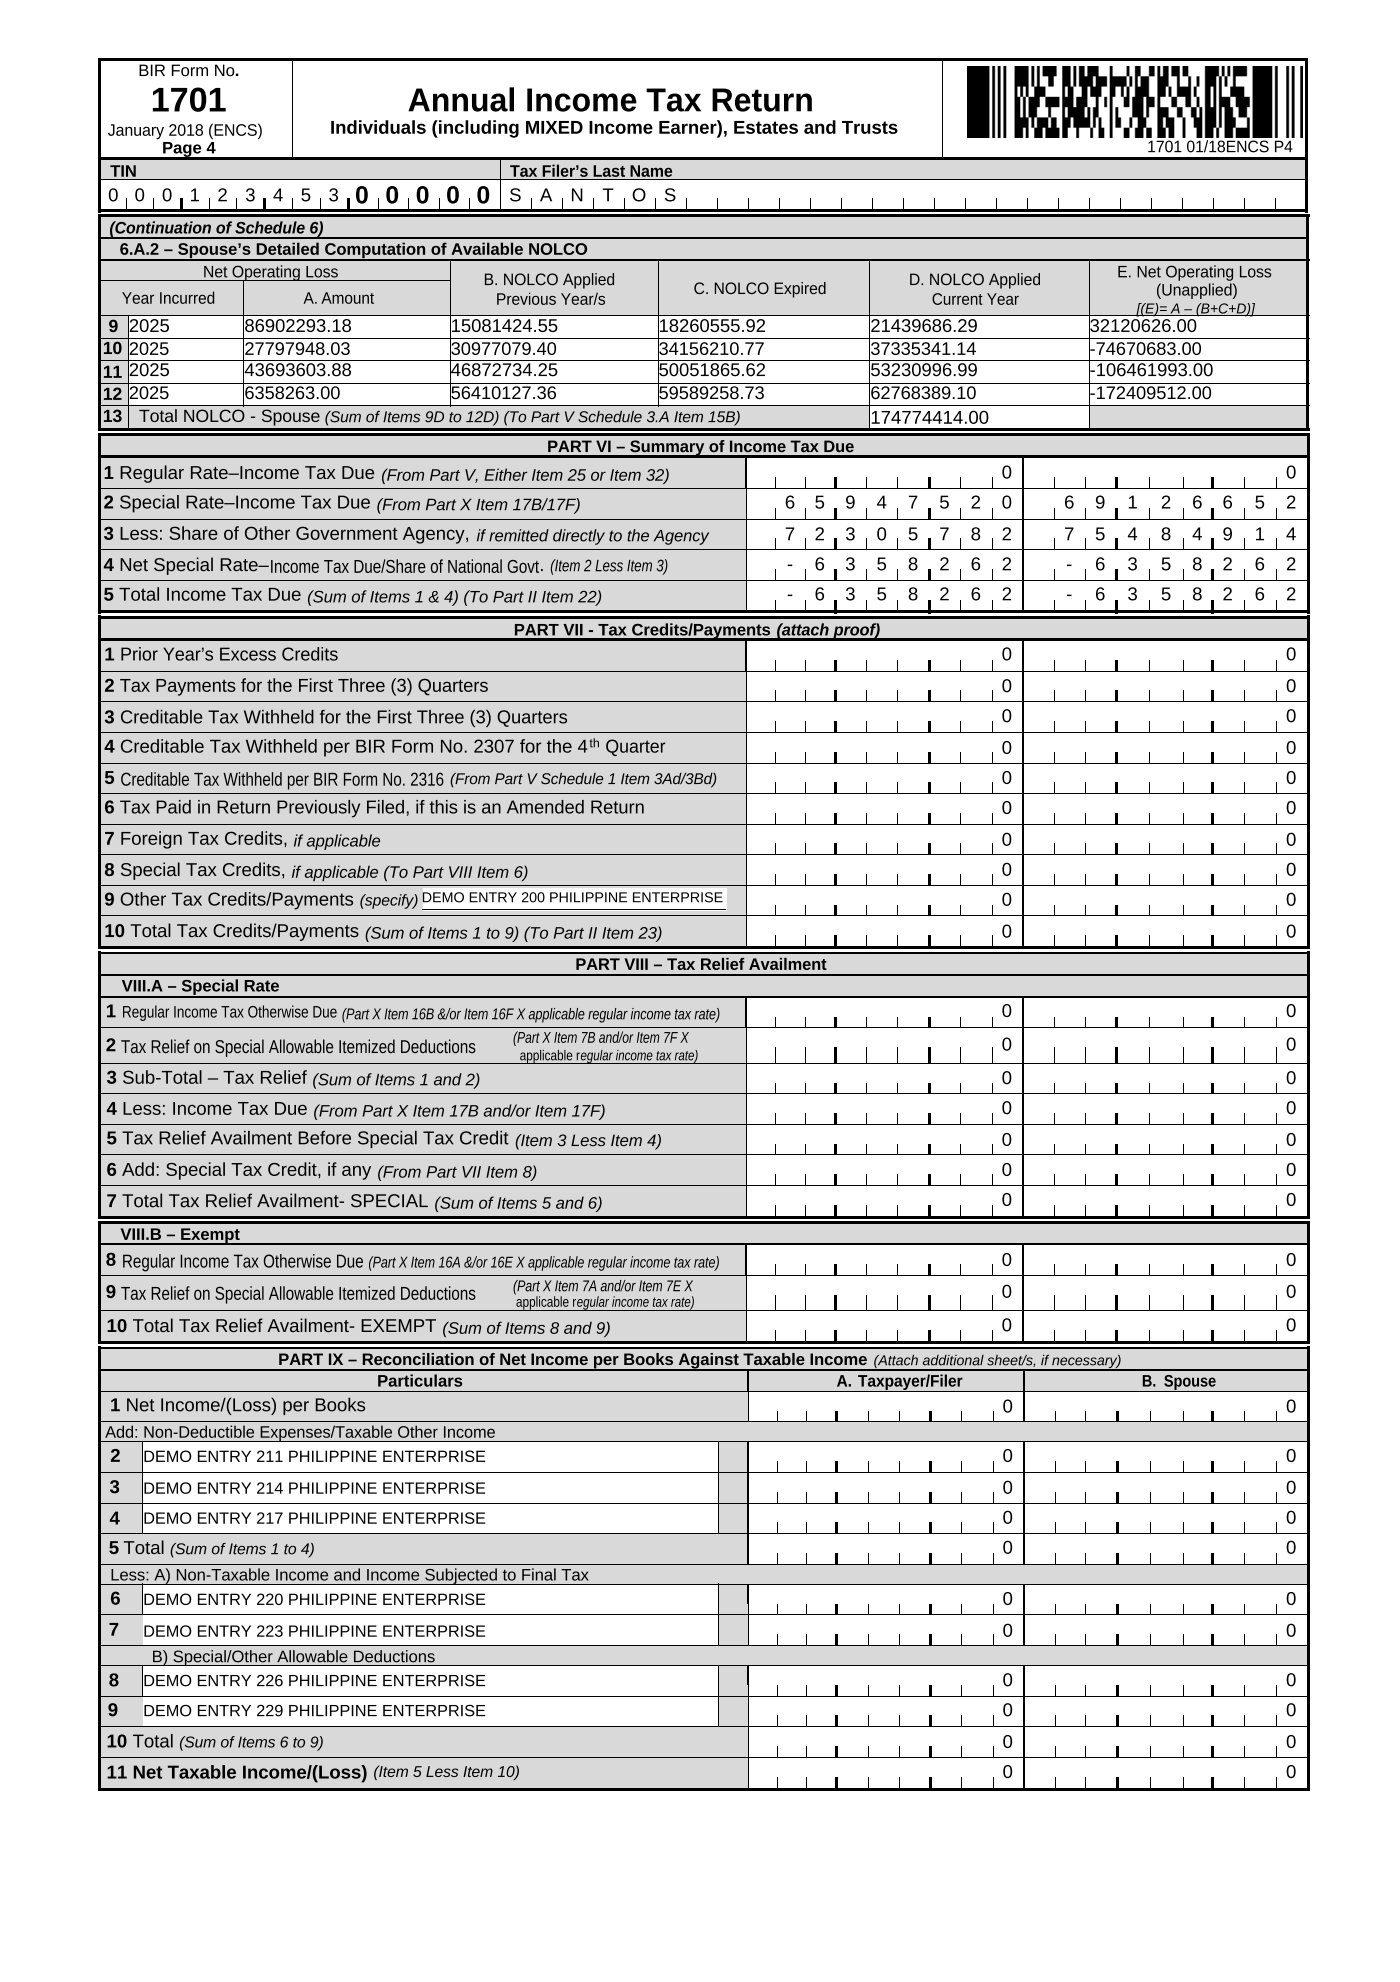 BIR Form No.
1701
January 2018 (ENCS)
Page 4
Annual Income Tax Return
Individuals (including MIXED Income Earner), Estates and Trusts
1701 01/18ENCS P4
TIN Tax Filer’s Last Name
0 0 0 1 2 3 4 5 3 0 0 0 0 0 S A N T O S
(Continuation of Schedule 6)
6.A.2 – Spouse’s Detailed Computation of Available NOLCO
Net Operating Loss
Year Incurred A. Amount
B. NOLCO Applied
Previous Year/s
C. NOLCO Expired
D. NOLCO Applied
Current Year
E. Net Operating Loss
(Unapplied)
[(E)= A – (B+C+D)]
9 2025 86902293.18 15081424.55 18260555.92 21439686.29 32120626.00
10 2025 27797948.03 30977079.40 34156210.77 37335341.14 -74670683.00
11 2025 43693603.88 46872734.25 50051865.62 53230996.99 -106461993.00
12 2025 6358263.00 56410127.36 59589258.73 62768389.10 -172409512.00
13 Total NOLCO - Spouse (Sum of Items 9D to 12D) (To Part V Schedule 3.A Item 15B) 174774414.00
PART VI – Summary of Income Tax Due
1 Regular Rate–Income Tax Due (From Part V, Either Item 25 or Item 32) 0 0
2 Special Rate–Income Tax Due (From Part X Item 17B/17F) 6 5 9 4 7 5 2 0 6 9 1 2 6 6 5 2
3 Less: Share of Other Government Agency, if remitted directly to the Agency 7 2 3 0 5 7 8 2 7 5 4 8 4 9 1 4
4 Net Special Rate–Income Tax Due/Share of National Govt. (Item 2 Less Item 3) - 6 3 5 8 2 6 2 - 6 3 5 8 2 6 2
5 Total Income Tax Due (Sum of Items 1 & 4) (To Part II Item 22) - 6 3 5 8 2 6 2 - 6 3 5 8 2 6 2
PART VII - Tax Credits/Payments (attach proof)
1 Prior Year’s Excess Credits 0 0
2 Tax Payments for the First Three (3) Quarters 0 0
3 Creditable Tax Withheld for the First Three (3) Quarters 0 0
4 Creditable Tax Withheld per BIR Form No. 2307 for the 4th Quarter 0 0
5 Creditable Tax Withheld per BIR Form No. 2316 (From Part V Schedule 1 Item 3Ad/3Bd) 0 0
6 Tax Paid in Return Previously Filed, if this is an Amended Return 0 0
7 Foreign Tax Credits, if applicable 0 0
8 Special Tax Credits, if applicable (To Part VIII Item 6) 0 0
9 Other Tax Credits/Payments (specify) DEMO ENTRY 200 PHILIPPINE ENTERPRISE 0 0
10 Total Tax Credits/Payments (Sum of Items 1 to 9) (To Part II Item 23) 0 0
PART VIII – Tax Relief Availment
VIII.A – Special Rate
1 Regular Income Tax Otherwise Due (Part X Item 16B &/or Item 16F X applicable regular income tax rate) 0 0
2 Tax Relief on Special Allowable Itemized Deductions (Part X Item 7B and/or Item 7F X
applicable regular income tax rate) 0 0
3 Sub-Total – Tax Relief (Sum of Items 1 and 2) 0 0
4 Less: Income Tax Due (From Part X Item 17B and/or Item 17F) 0 0
5 Tax Relief Availment Before Special Tax Credit (Item 3 Less Item 4) 0 0
6 Add: Special Tax Credit, if any (From Part VII Item 8) 0 0
7 Total Tax Relief Availment- SPECIAL (Sum of Items 5 and 6) 0 0
VIII.B – Exempt
8 Regular Income Tax Otherwise Due (Part X Item 16A &/or 16E X applicable regular income tax rate) 0 0
9 Tax Relief on Special Allowable Itemized Deductions (Part X Item 7A and/or Item 7E X
applicable regular income tax rate) 0 0
10 Total Tax Relief Availment- EXEMPT (Sum of Items 8 and 9) 0 0
PART IX – Reconciliation of Net Income per Books Against Taxable Income (Attach additional sheet/s, if necessary)
Particulars A. Taxpayer/Filer B. Spouse
1 Net Income/(Loss) per Books 0 0
Add: Non-Deductible Expenses/Taxable Other Income
2 DEMO ENTRY 211 PHILIPPINE ENTERPRISE 0 0
3 DEMO ENTRY 214 PHILIPPINE ENTERPRISE 0 0
4 DEMO ENTRY 217 PHILIPPINE ENTERPRISE 0 0
5 Total (Sum of Items 1 to 4) 0 0
Less: A) Non-Taxable Income and Income Subjected to Final Tax
6 DEMO ENTRY 220 PHILIPPINE ENTERPRISE 0 0
7 DEMO ENTRY 223 PHILIPPINE ENTERPRISE 0 0
B) Special/Other Allowable Deductions
8 DEMO ENTRY 226 PHILIPPINE ENTERPRISE 0 0
9 DEMO ENTRY 229 PHILIPPINE ENTERPRISE 0 0
10 Total (Sum of Items 6 to 9) 0 0
11 Net Taxable Income/(Loss) (Item 5 Less Item 10) 0 0